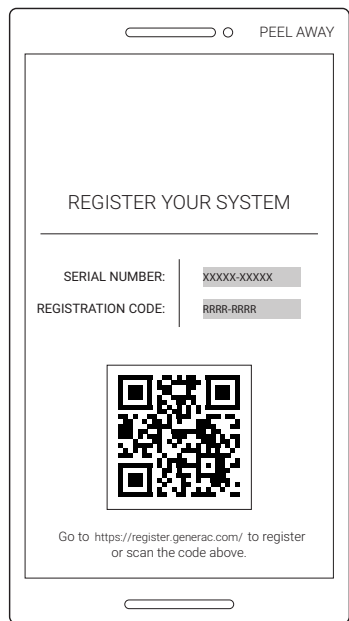 PEEL AWAY
REGISTER YOUR SYSTEM
SERIAL NUMBER: XXXXX-XXXXX
REGISTRATION CODE: RRRR-RRRR
Go to https://register.generac.com/ to register
or scan the code above.